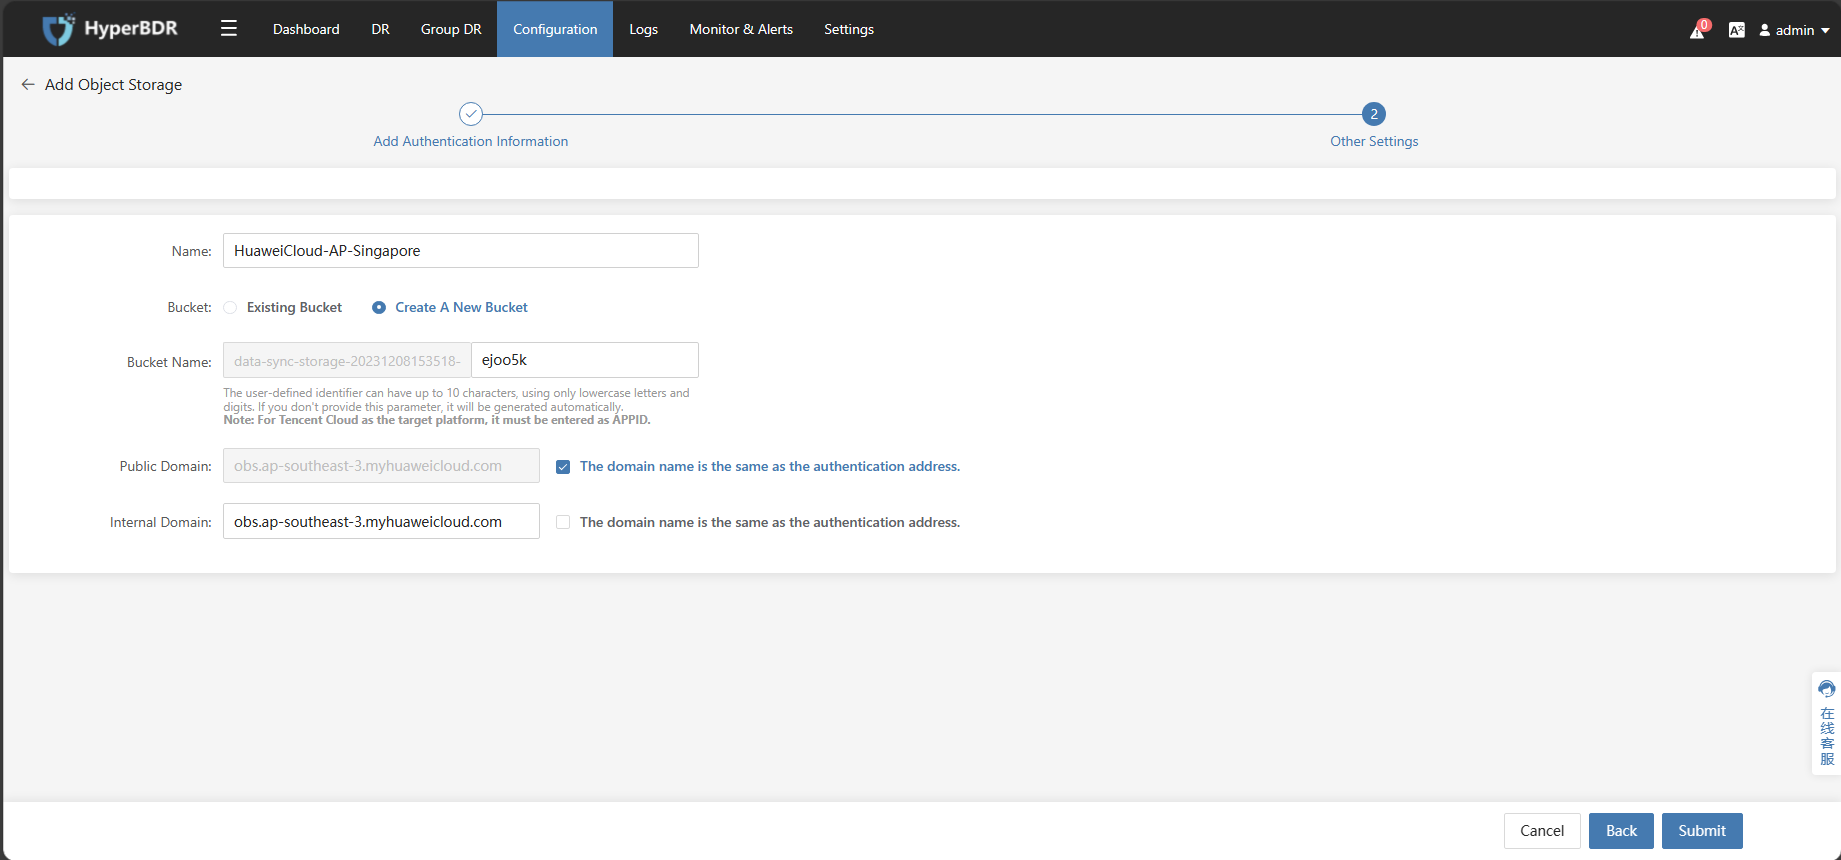 HyperBDR
Dashboard DR Group DR Configuration Logs Monitor & Alerts Settings 0 admin
Add Object Storage
2
Add Authentication Information Other Settings
Name: HuaweiCloud-AP-Singapore
Bucket: Existing Bucket Create A New Bucket
Bucket Name: data-sync-storage-20231208153518- ejoo5k
The user-defined identifier can have up to 10 characters, using only lowercase letters and
digits. If you don't provide this parameter, it will be generated automatically.
Note: For Tencent Cloud as the target platform, it must be entered as APPID.
Public Domain: obs.ap-southeast-3.myhuaweicloud.com The domain name is the same as the authentication address.
Internal Domain: obs.ap-southeast-3.myhuaweicloud.com The domain name is the same as the authentication address.
在线客服
Cancel Back Submit